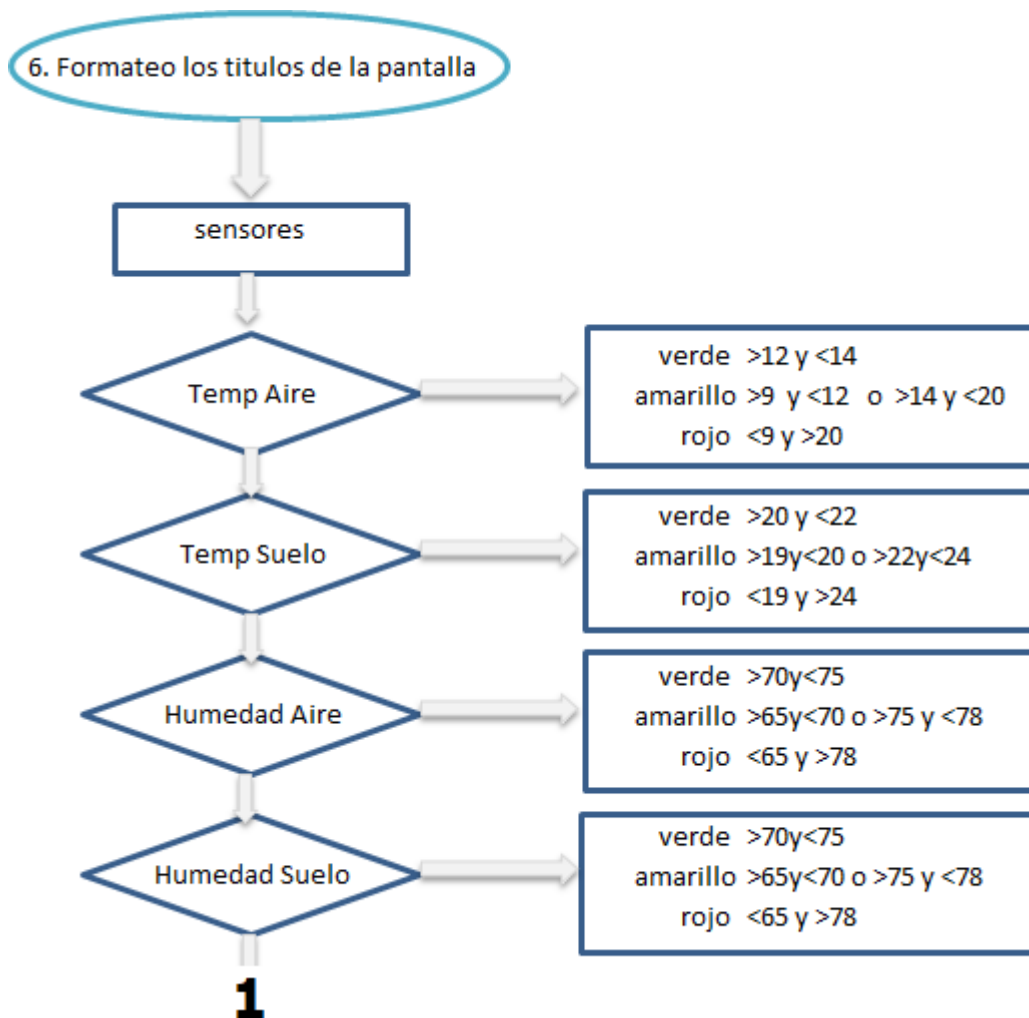 6. Formateo los titulos de la pantalla
sensores
Temp Aire
verde >12 y <14
amarillo >9 y <12 o >14 y <20
rojo <9 y >20
Temp Suelo
verde >20 y <22
amarillo >19y<20 o >22y<24
rojo <19 y >24
Humedad Aire
verde >70y<75
amarillo >65y<70 o >75 y <78
rojo <65 y >78
Humedad Suelo
verde >70y<75
amarillo >65y<70 o >75 y <78
rojo <65 y >78
1